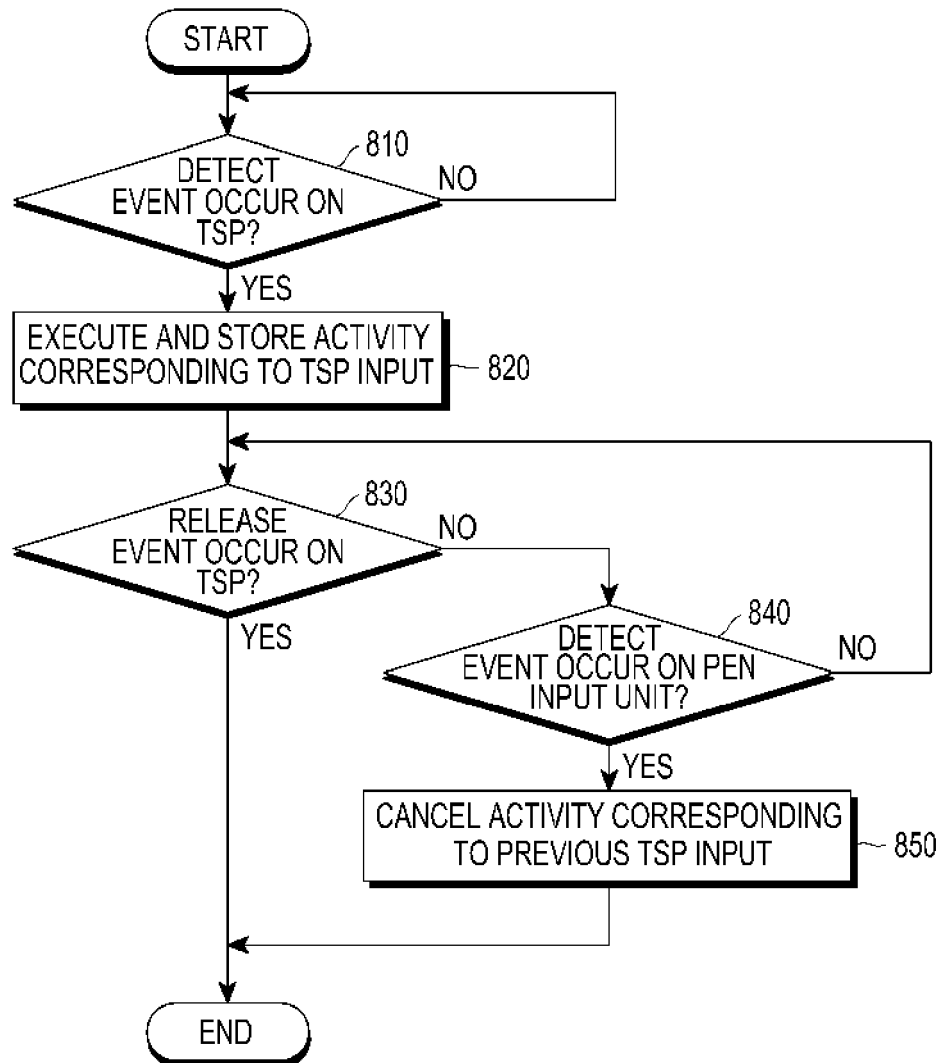 START
810
DETECT
EVENT OCCUR ON
TSP?
NO
YES
EXECUTE AND STORE ACTIVITY
CORRESPONDING TO TSP INPUT
820
830
RELEASE
EVENT OCCUR ON
TSP?
NO
YES
840
DETECT
EVENT OCCUR ON PEN
INPUT UNIT?
NO
YES
CANCEL ACTIVITY CORRESPONDING
TO PREVIOUS TSP INPUT
850
END